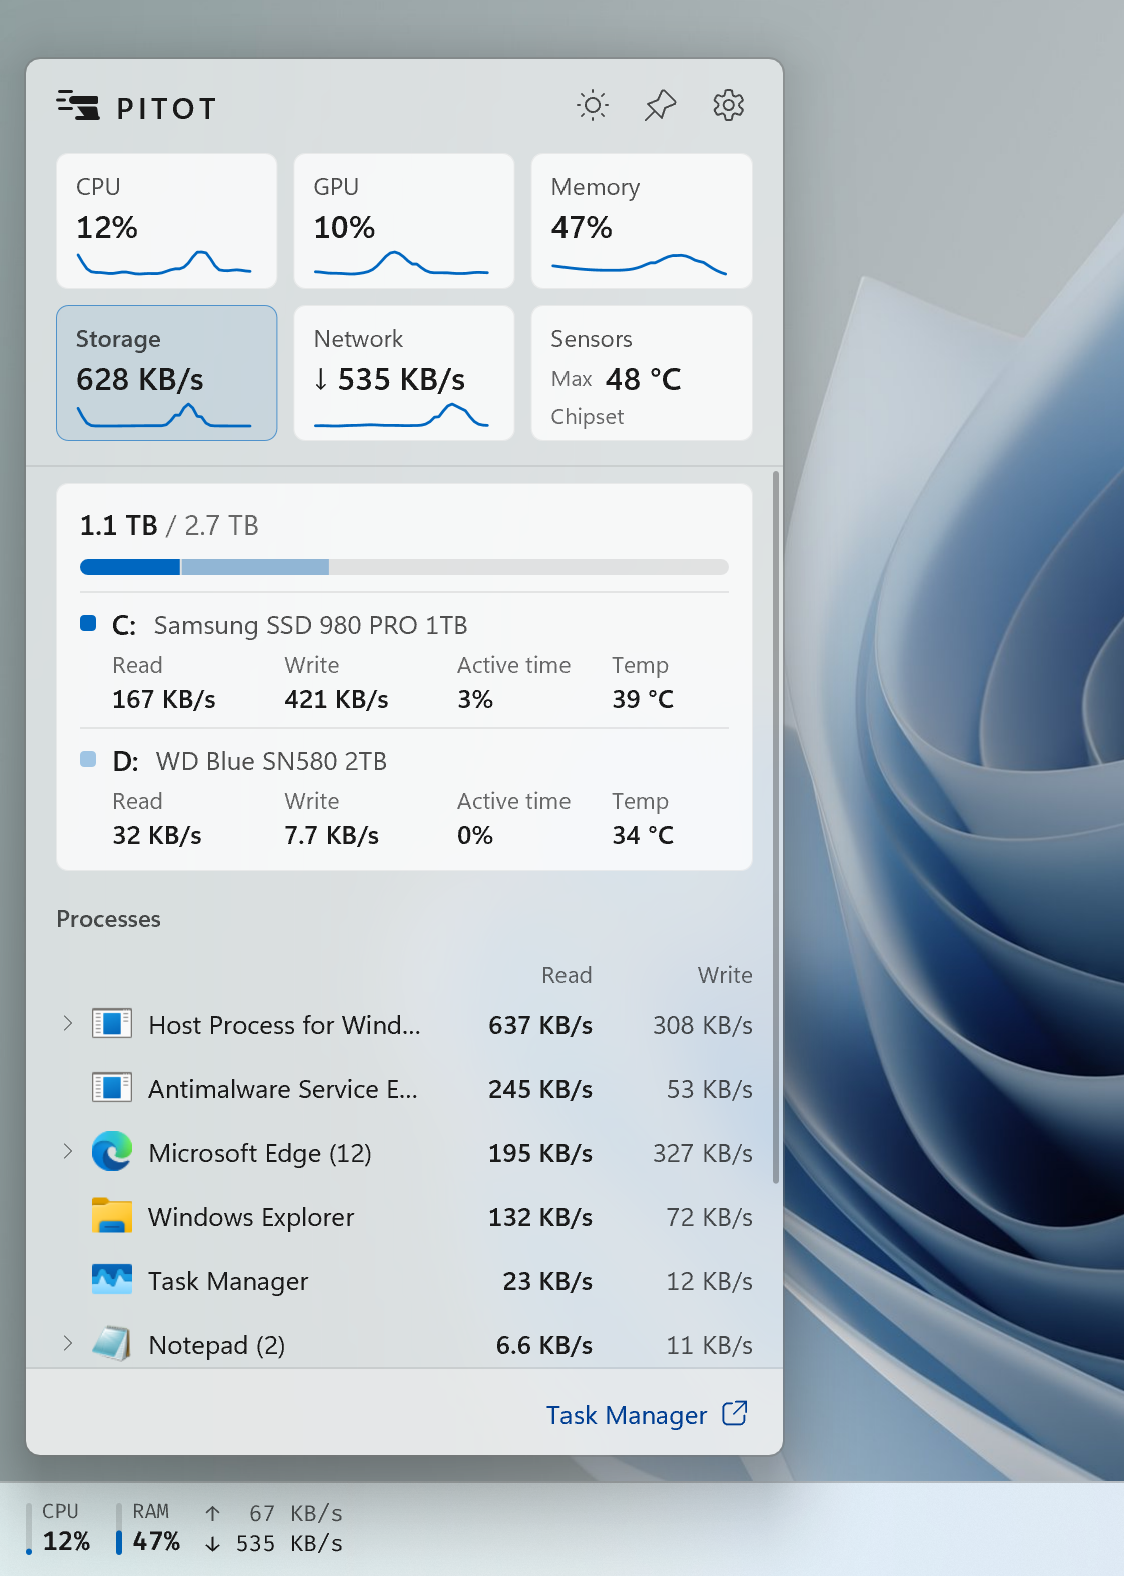 PITOT
CPU GPU Memory
12% 10% 47%
Storage Network Sensors
628 KB/s ↓ 535 KB/s Max 48 °C
Chipset
1.1 TB / 2.7 TB
C: Samsung SSD 980 PRO 1TB
Read Write Active time Temp
167 KB/s 421 KB/s 3% 39 °C
D: WD Blue SN580 2TB
Read Write Active time Temp
32 KB/s 7.7 KB/s 0% 34 °C
Processes
Read Write
Host Process for Wind... 637 KB/s 308 KB/s
Antimalware Service E... 245 KB/s 53 KB/s
Microsoft Edge (12) 195 KB/s 327 KB/s
Windows Explorer 132 KB/s 72 KB/s
Task Manager 23 KB/s 12 KB/s
Notepad (2) 6.6 KB/s 11 KB/s
Task Manager
CPU RAM ↑ 67 KB/s
12% 47% ↓ 535 KB/s